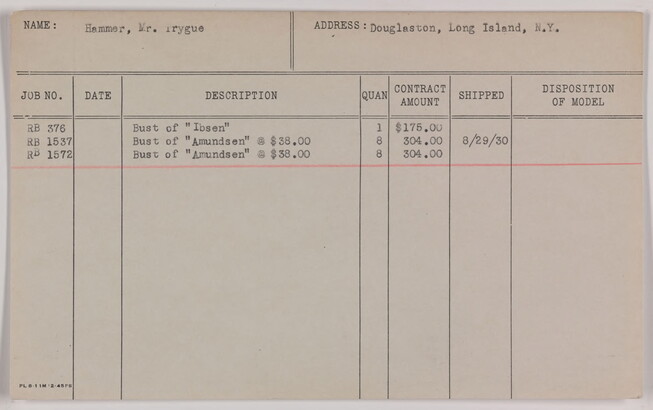 NAME: Hammer, Mr. Trygue ADDRESS: Douglaston, Long Island, N.Y.
JOB NO. DATE DESCRIPTION QUAN CONTRACT AMOUNT SHIPPED DISPOSITION OF MODEL
RB 376 Bust of "Ibsen" 1 $175.00
RB 1537 Bust of "Amundsen" @ $38.00 8 304.00 8/29/30
RB 1572 Bust of "Amundsen" @ $38.00 8 304.00